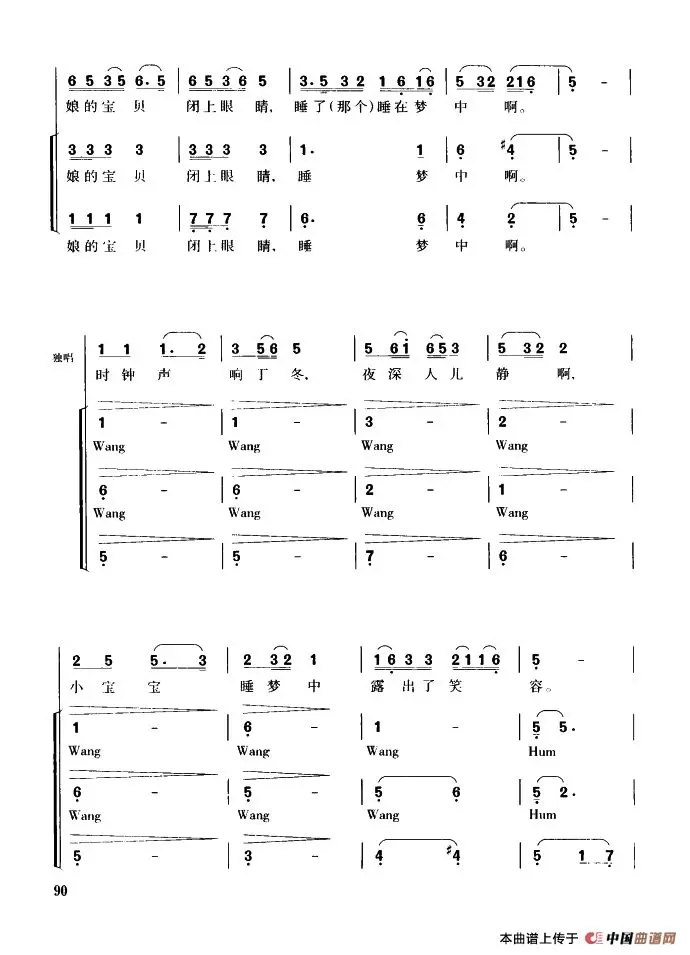 6 5 3 5 6. 5 | 6 5 3 6 5 | 3. 5 3 2 1 6 1 6 | 5 3 2 2 1 6 | 5 -
娘的宝 贝 闭上眼 睛，睡了(那个)睡在梦 中 啊。
3 3 3 3 | 3 3 3 3 | 1. 1 | 6 #4 | 5 -
娘的宝 贝 闭上眼 睛，睡 梦 中 啊。
1 1 1 1 | 7 7 7 7 | 6. 6 | 4 2 | 5 -
娘的宝 贝 闭上眼 睛，睡 梦 中 啊。
独唱 1 1 1. 2 | 3 5 6 5 | 5 6 i 6 5 3 | 5 3 2 2
时 钟 声 响 丁 冬， 夜 深 人 儿 静 啊，
1 - | 1 - | 3 - | 2 -
Wang Wang Wang Wang
6 - | 6 - | 2 - | 1 -
Wang Wang Wang Wang
5 - | 5 - | 7 - | 6 -
2 5 5. 3 | 2 3 2 1 | 1 6 3 3 2 1 1 6 | 5 -
小 宝 宝 睡 梦 中 露 出 了 笑 容。
1 - | 6 - | 1 - | 5 5.
Wang Wang Wang Hum
6 - | 5 - | 5 6 | 5 2.
Wang Wang Wang Hum
5 - | 3 - | 4 #4 | 5 1 7
90
本曲谱上传于 中国曲谱网